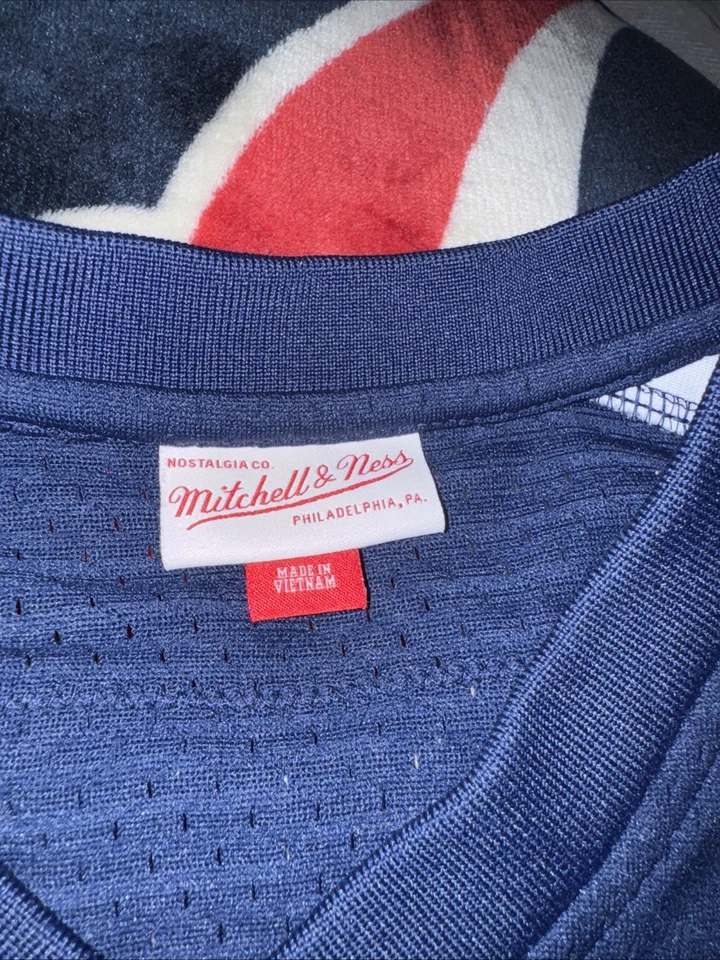 NOSTALGIA CO.
Mitchell & Ness
PHILADELPHIA, PA.
MADE IN
VIETNAM